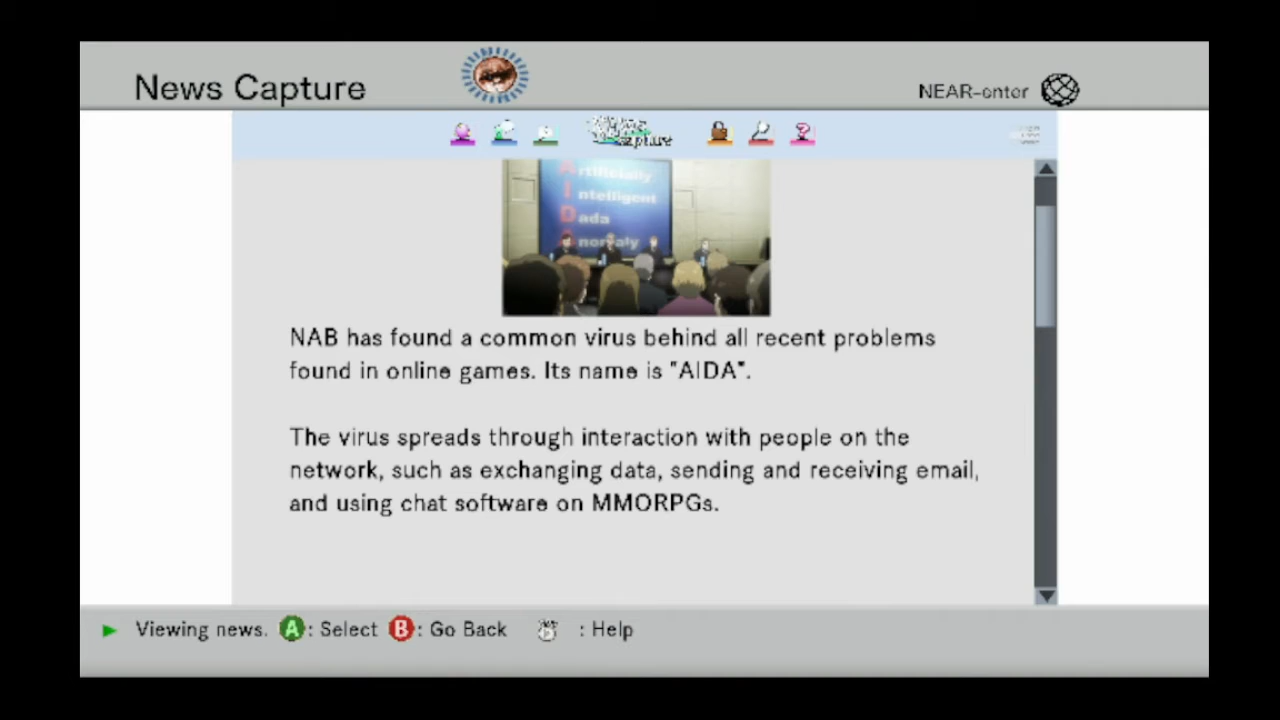 News Capture
NEAR-enter
Capture
Artificially
Intelligent
Dada
Anomaly
NAB has found a common virus behind all recent problems
found in online games. Its name is "AIDA".
The virus spreads through interaction with people on the
network, such as exchanging data, sending and receiving email,
and using chat software on MMORPGs.
Viewing news. A : Select B : Go Back : Help